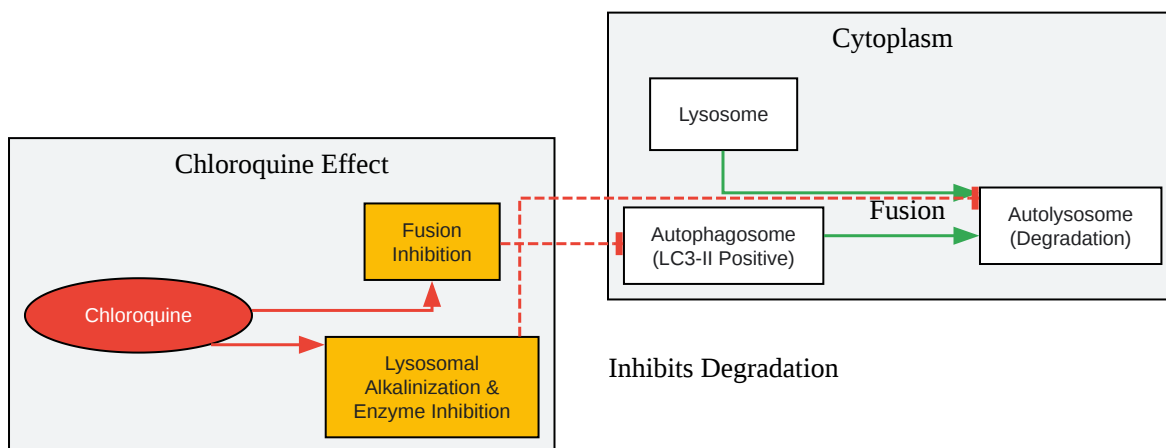 Cytoplasm
Lysosome
Chloroquine Effect
Fusion
Inhibition
Fusion
Autophagosome
(LC3-II Positive)
Autolysosome
(Degradation)
Chloroquine
Lysosomal
Alkalinization &
Enzyme Inhibition
Inhibits Degradation